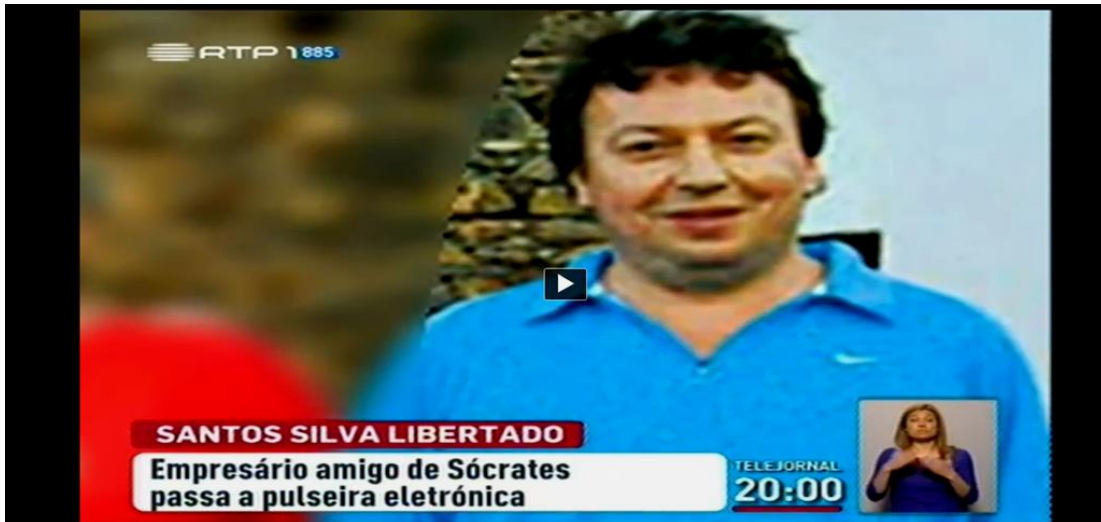 RTP 1 885
SANTOS SILVA LIBERTADO
Empresário amigo de Sócrates
passa a pulseira eletrónica
TELEJORNAL
20:00